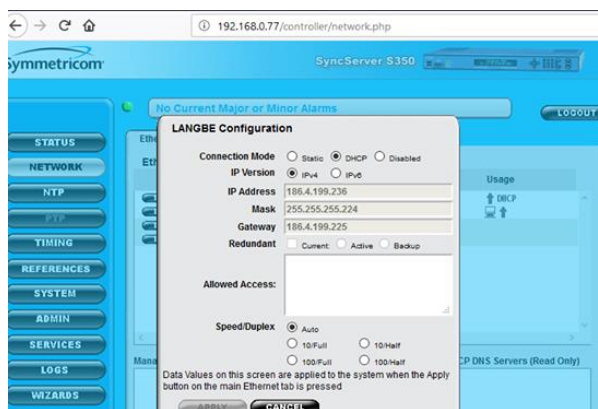 192.168.0.77/controller/network.php
Symmetricom
SyncServer S350
No Current Major or Minor Alarms
LOGOUT
STATUS
NETWORK
NTP
PTP
TIMING
REFERENCES
SYSTEM
ADMIN
SERVICES
LOGS
WIZARDS
LANGBE Configuration
Connection Mode Static DHCP Disabled
IP Version IPv4 IPv6
IP Address 186.4.199.236
Mask 255.255.255.224
Gateway 186.4.199.225
Redundant Current Active Backup
Allowed Access:
Speed/Duplex Auto
10/Full 10/Half
100/Full 100/Half
Data Values on this screen are applied to the system when the Apply
button on the main Ethernet tab is pressed
APPLY CANCEL
Usage
DHCP
DNS Servers (Read Only)